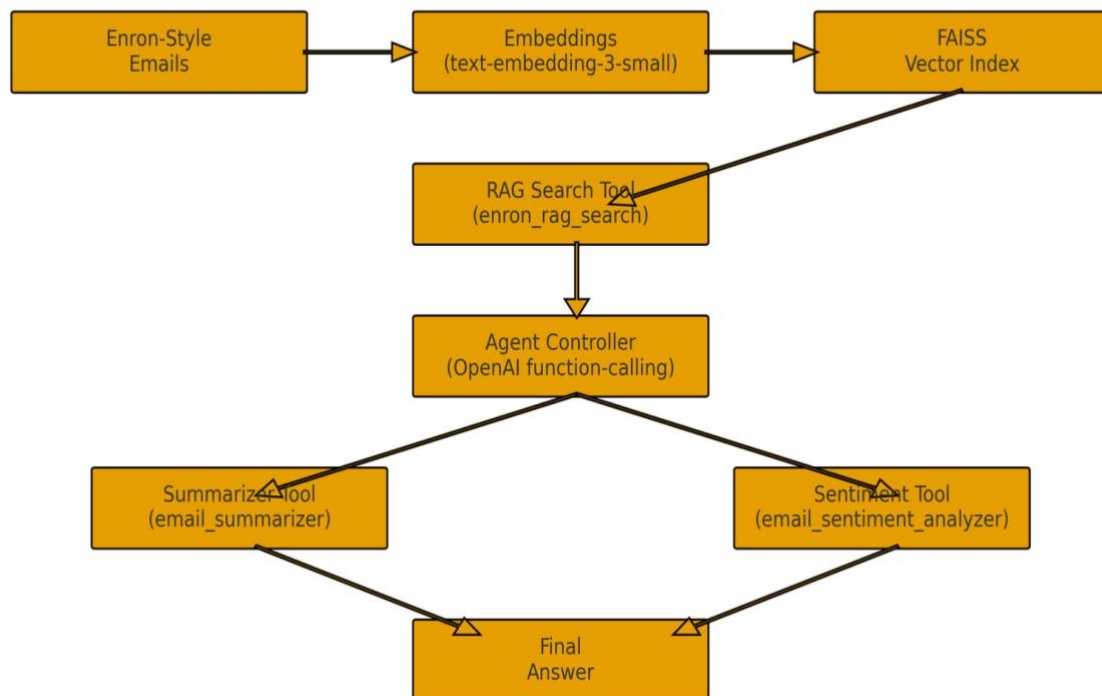 Enron-Style
Emails
Embeddings
(text-embedding-3-small)
FAISS
Vector Index
RAG Search Tool
(enron_rag_search)
Agent Controller
(OpenAI function-calling)
Summarizer Tool
(email_summarizer)
Sentiment Tool
(email_sentiment_analyzer)
Final
Answer